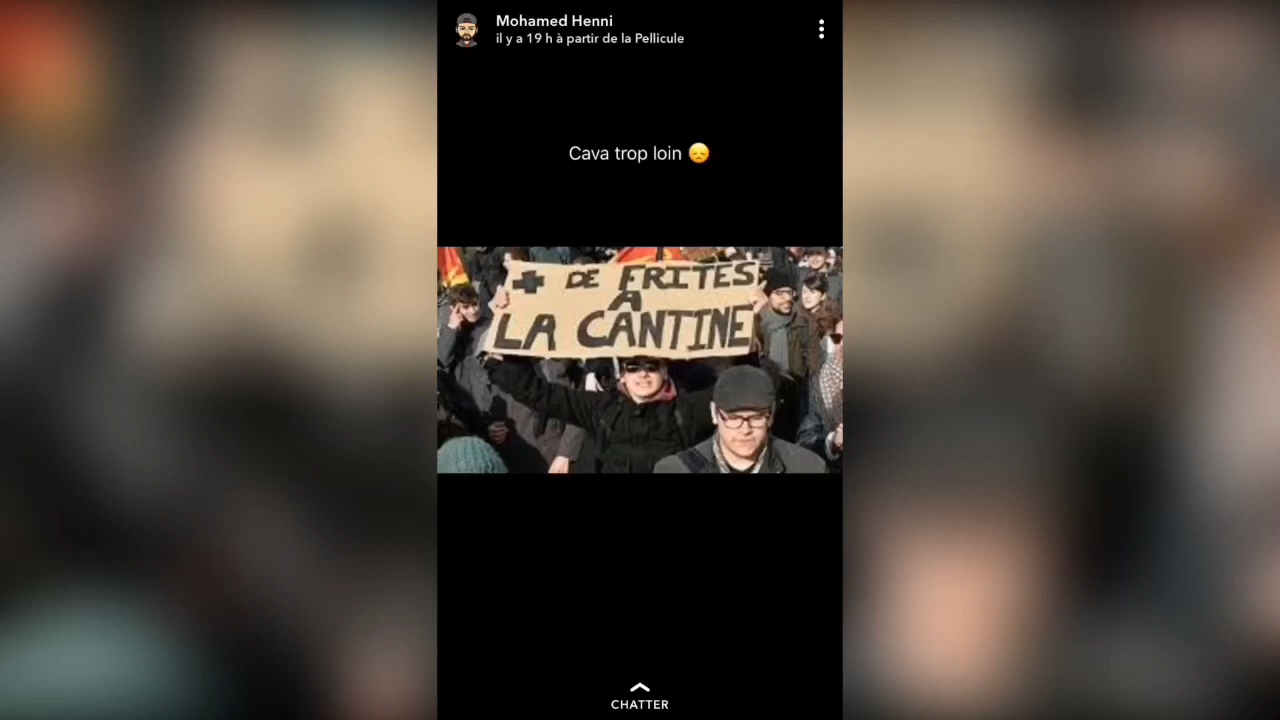 Mohamed Henni
il y a 19 h à partir de la Pellicule
Cava trop loin 😞
+ DE FRITES
A
LA CANTINE
CHATTER